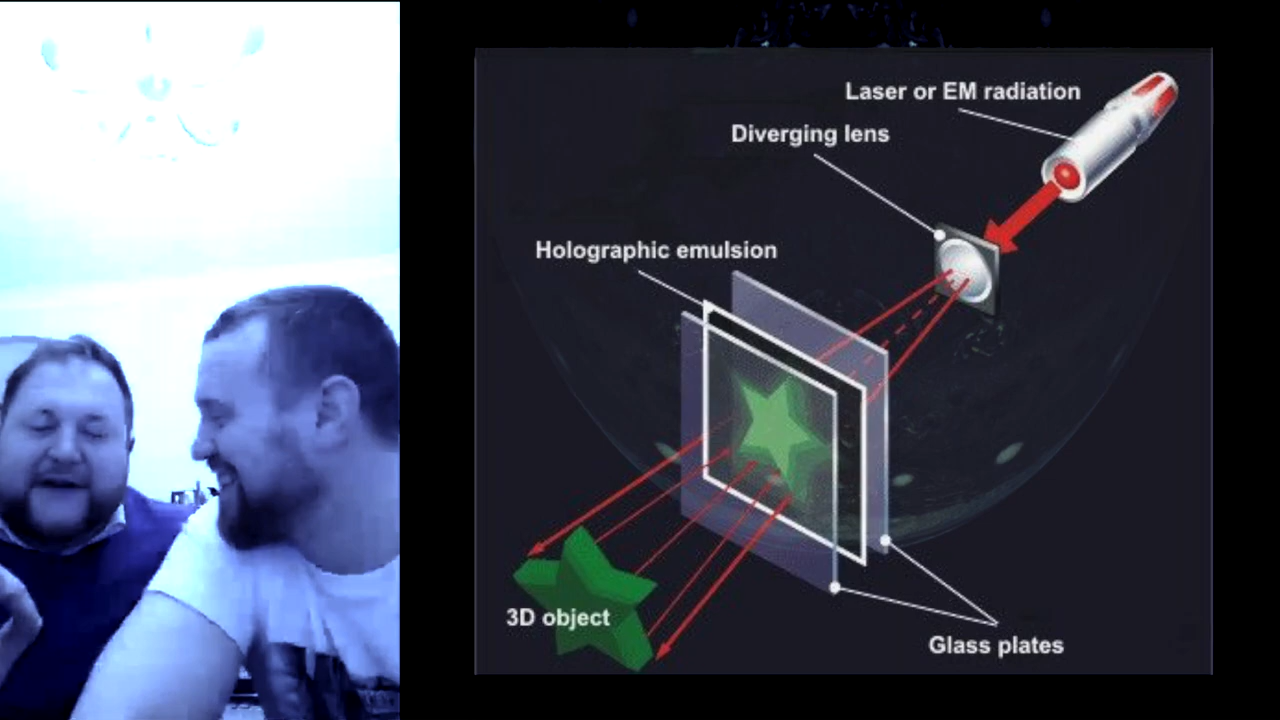 Laser or EM radiation
Diverging lens
Holographic emulsion
3D object
Glass plates